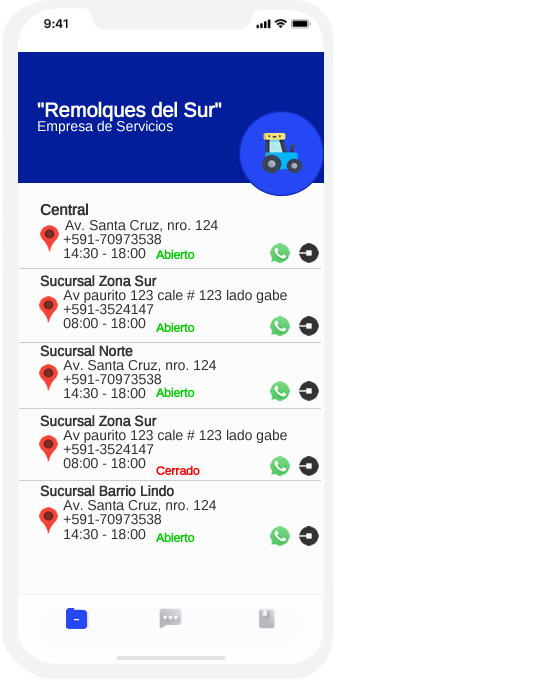 9:41
"Remolques del Sur"
Empresa de Servicios
Central
Av. Santa Cruz, nro. 124
+591-70973538
14:30 - 18:00 Abierto
Sucursal Zona Sur
Av paurito 123 cale # 123 lado gabe
+591-3524147
08:00 - 18:00 Abierto
Sucursal Norte
Av. Santa Cruz, nro. 124
+591-70973538
14:30 - 18:00 Abierto
Sucursal Zona Sur
Av paurito 123 cale # 123 lado gabe
+591-3524147
08:00 - 18:00 Cerrado
Sucursal Barrio Lindo
Av. Santa Cruz, nro. 124
+591-70973538
14:30 - 18:00 Abierto